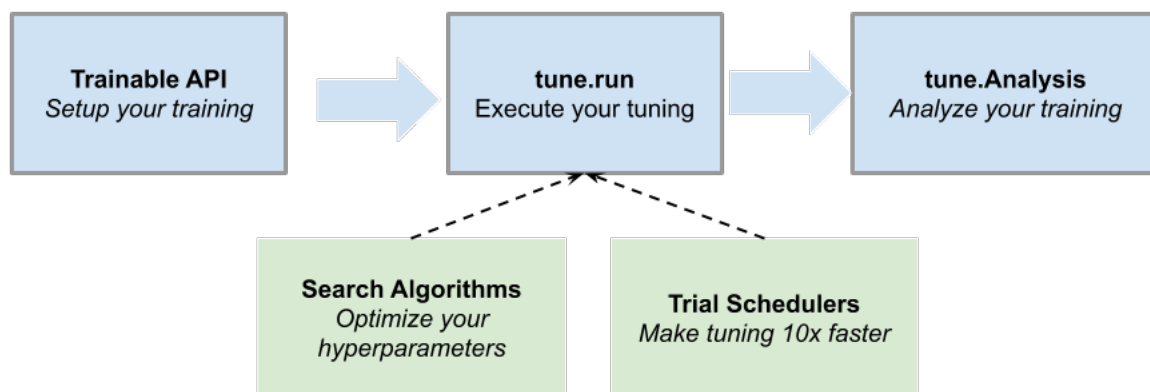 Trainable API
Setup your training
tune.run
Execute your tuning
tune.Analysis
Analyze your training
Search Algorithms
Optimize your
hyperparameters
Trial Schedulers
Make tuning 10x faster